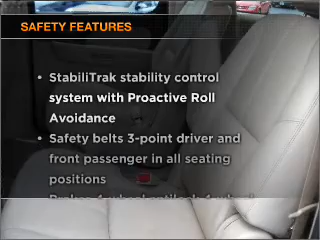 SAFETY FEATURES
• StabiliTrak stability control
system with Proactive Roll
Avoidance
• Safety belts 3-point driver and
front passenger in all seating
positions